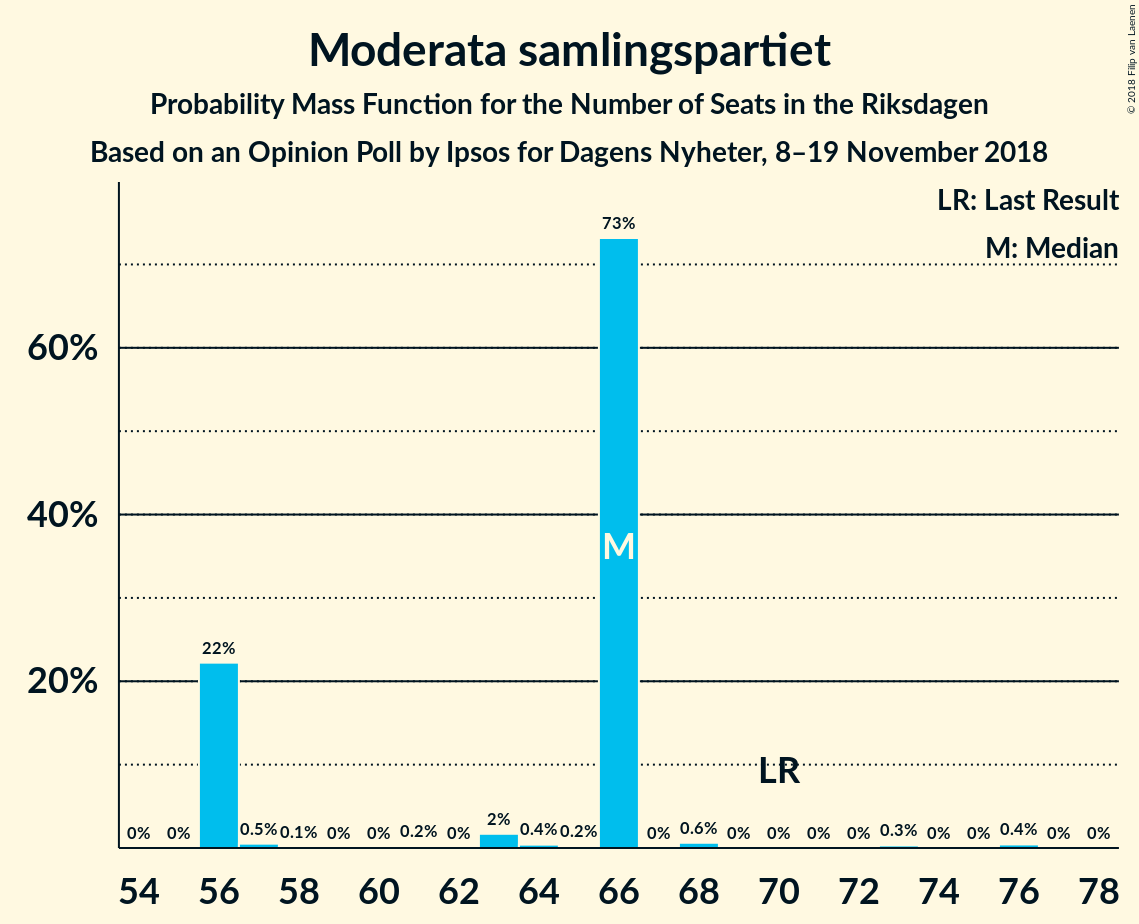 © 2018 Filip van Laenen
Moderata samlingspartiet
Probability Mass Function for the Number of Seats in the Riksdagen
Based on an Opinion Poll by Ipsos for Dagens Nyheter, 8–19 November 2018
LR: Last Result
M: Median
60%
40%
20%
0% 0% 22% 0.5% 0.1% 0% 0% 0.2% 0% 2% 0.4% 0.2% 73% 0% 0.6% 0% 0% 0% 0% 0.3% 0% 0% 0.4% 0% 0%
M
LR
54 56 58 60 62 64 66 68 70 72 74 76 78